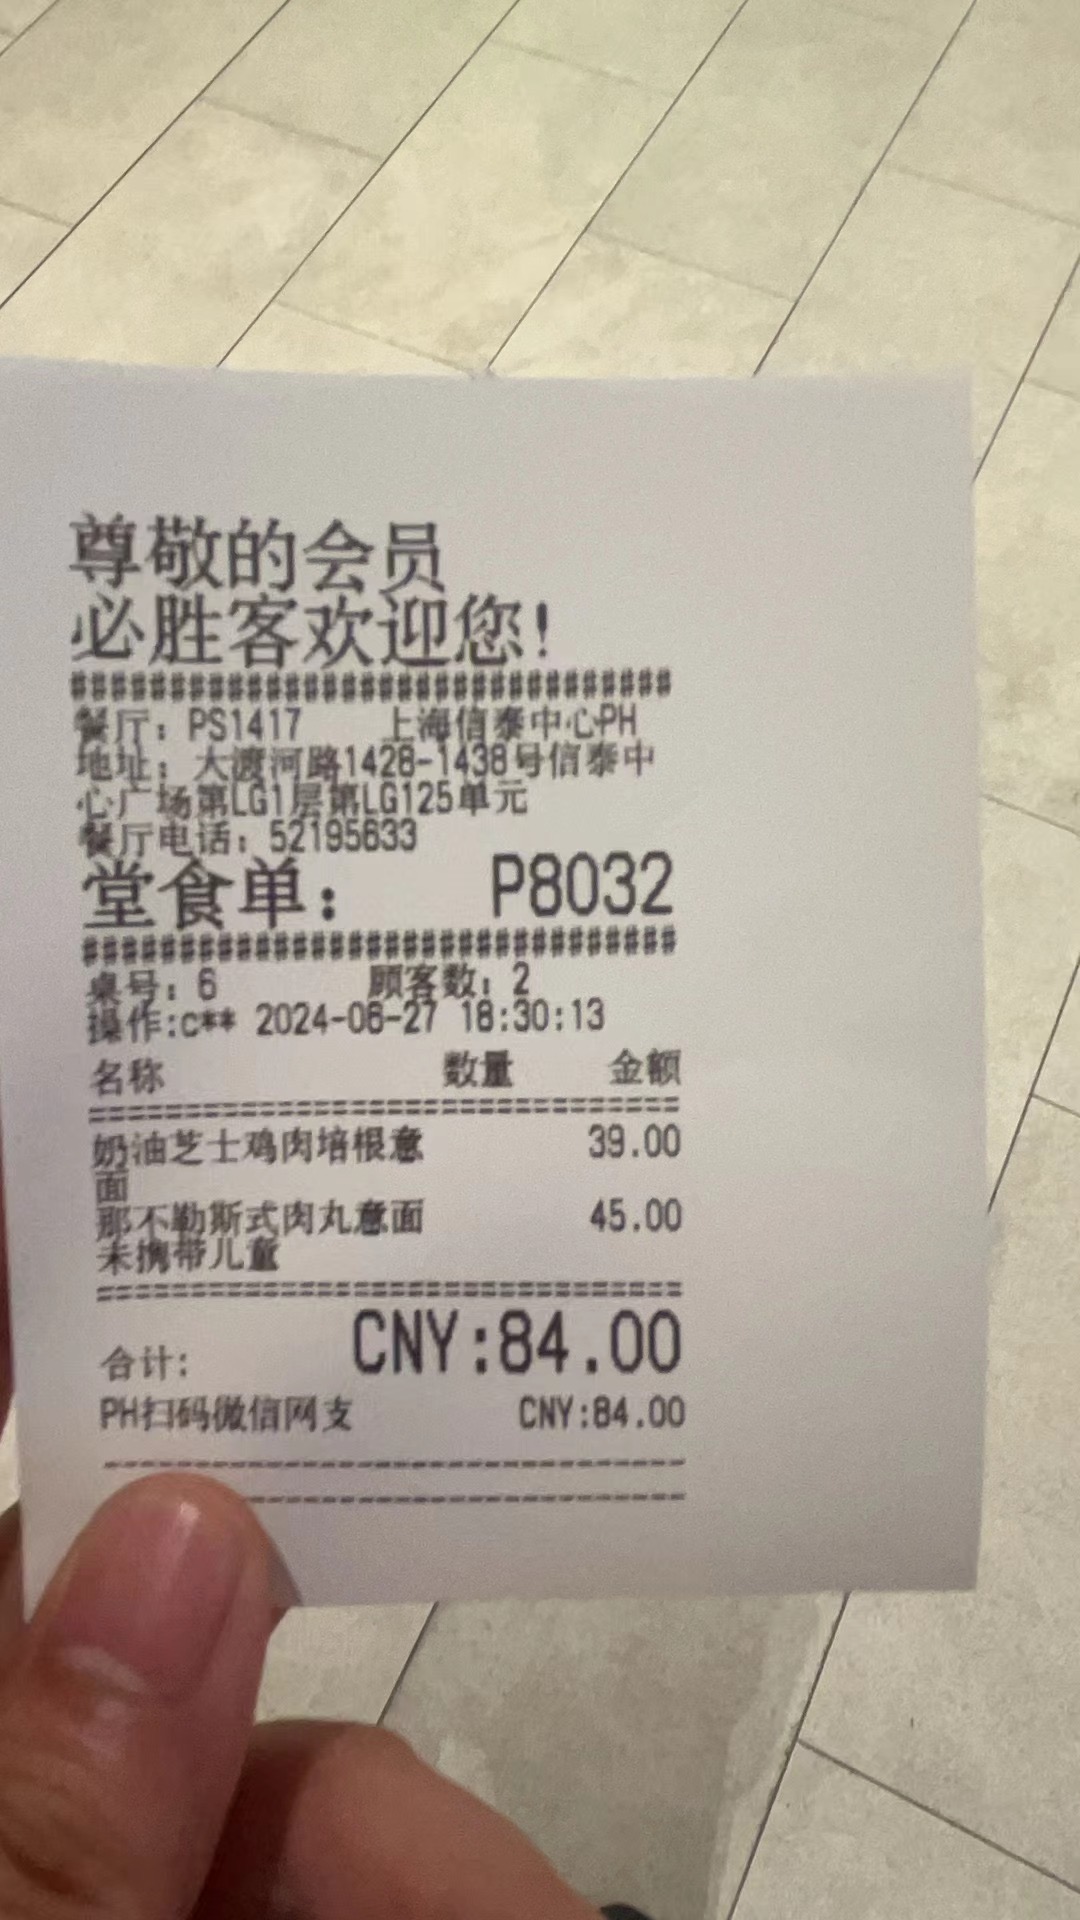 尊敬的会员
必胜客欢迎您!
###############################
餐厅：PS1417 上海信泰中心PH
地址：大渡河路1428-1438号信泰中
心广场第LG1层第LG125单元
餐厅电话：52195633
堂食单： P8032
###############################
桌号：6 顾客数：2
操作:c** 2024-06-27 18:30:13
名称 数量 金额
===============================
奶油芝士鸡肉培根意 39.00
面
那不勒斯式肉丸意面 45.00
未携带儿童
===============================
合计: CNY:84.00
PH扫码微信网支 CNY:84.00
-------------------------------
-------------------------------